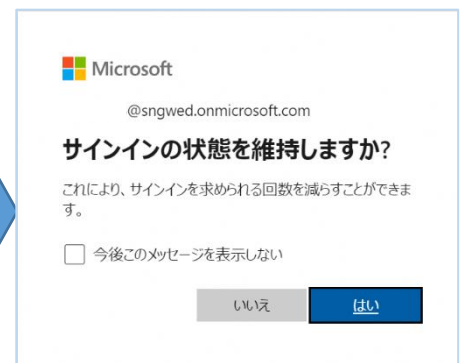 Microsoft
@sngwed.onmicrosoft.com
サインインの状態を維持しますか?
これにより、サインインを求められる回数を減らすことができま
す。
今後このメッセージを表示しない
いいえ
はい